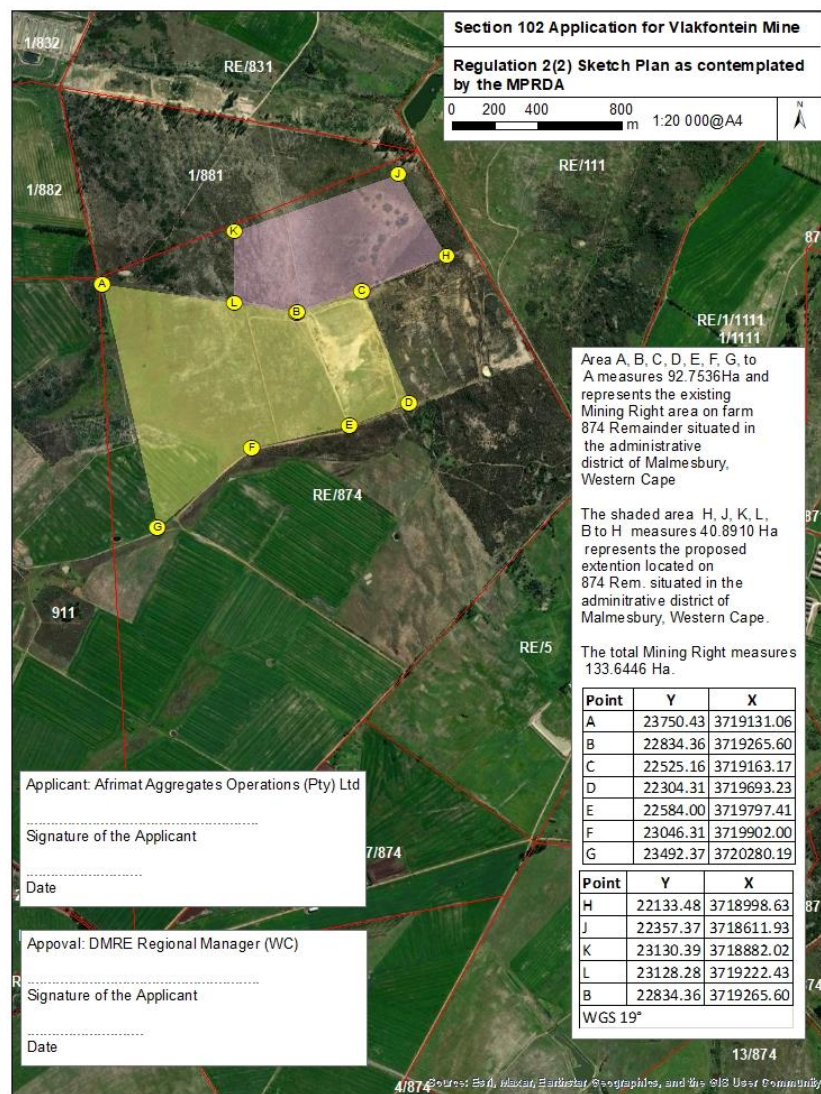 Section 102 Application for Vlakfontein Mine
Regulation 2(2) Sketch Plan as contemplated
by the MPRDA
0 200 400 800
m 1:20 000@A4
N
1/832
RE/831
RE/111
1/881
1/882
J
K
H
A
C
L
B
D
E
F
G
87
RE/1/1111
1/1111
RE/874
911
RE/5
Area A, B, C, D, E, F, G, to
A measures 92.7536Ha and
represents the existing
Mining Right area on farm
874 Remainder situated in
the administrative
district of Malmesbury,
Western Cape
The shaded area H, J, K, L,
B to H measures 40.8910 Ha
represents the proposed
extention located on
874 Rem. situated in the
adminitrative district of
Malmesbury, Western Cape.
The total Mining Right measures
133.6446 Ha.
Point Y X
A 23750.43 3719131.06
B 22834.36 3719265.60
C 22525.16 3719163.17
D 22304.31 3719693.23
E 22584.00 3719797.41
F 23046.31 3719902.00
G 23492.37 3720280.19
Point Y X
H 22133.48 3718998.63
J 22357.37 3718611.93
K 23130.39 3718882.02
L 23128.28 3719222.43
B 22834.36 3719265.60
WGS 19°
87
87
74
Applicant: Afrimat Aggregates Operations (Pty) Ltd
Signature of the Applicant
Date
7/874
Appoval: DMRE Regional Manager (WC)
Signature of the Applicant
Date
13/874
4/874
Source: Esri, Maxar, Earthstar Geographics, and the GIS User Community